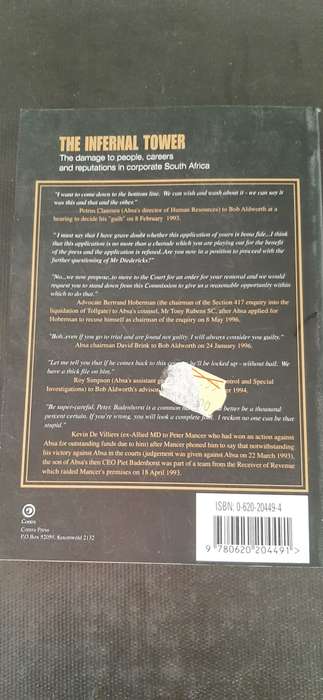 THE INFERNAL TOWER
The damage to people, careers
and reputations in corporate South Africa
"I want to come down to the bottom line. We can wish and wash about it - we can say it
was this and that and the other."
Petrus Claassen (Absa's director of Human Resources) to Bob Aldworth at a
hearing to decide his "guilt" on 8 February 1993.
"I must say that I have grave doubt whether this application of yours is bona fide...I think
that this application is no more than a charade which you are playing out for the benefit
of the press and the application is refused. Are you now in a position to proceed with the
further questioning of Mr Diedericks?"
"No...we now propose to move to the Court for an order for your removal and we would
request you to stand down from this Commission to give us a reasonable opportunity within
which to do that."
Advocate Bertrand Hoberman (the chairman of the Section 417 enquiry into the
liquidation of Tollgate) to Absa's counsel, Mr Tony Rubens SC, after Absa applied for
Hoberman to recuse himself as chairman of the enquiry on 8 May 1996.
"Bob, even if you go to trial and are found not guilty, I will always consider you guilty."
Absa chairman David Brink to Bob Aldworth on 24 January 1996.
"Let me tell you that if he comes back to this be locked up - without bail. We
have a thick file on him."
Roy Simpson (Absa's assistant and Special
Investigations) to Bob Aldworth's advisor 1994.
"Be super-careful, Peter. Badenhorst is a common better be a thousand
percent certain. If you're wrong, you will look a complete I reckon no one can be that
stupid."
Kevin De Villiers (ex-Allied MD) to Peter Mancer who had won an action against
Absa for outstanding funds due to him) after Mancer phoned him to say that notwithstanding
his victory against Absa in the courts (judgement was given against Absa on 22 March 1993),
the son of Absa's then CEO Piet Badenhorst was part of a team from the Receiver of Revenue
which raided Mancer's premises on 18 April 1993.
Contra
Contra Press
P.O Box 52059, Saxonwold 2132
ISBN: 0-620-20449-4
9 780620 204491 >